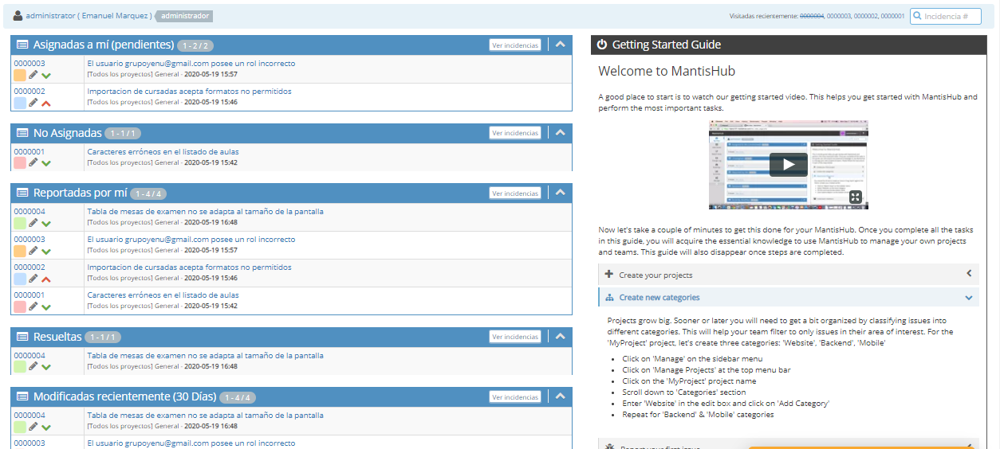 administrator ( Emanuel Marquez ) administrador
Visitadas recientemente: 0000004, 0000003, 0000002, 0000001
Incidencia #
Asignadas a mí (pendientes) 1 - 2 / 2
Ver incidencias
0000003
El usuario grupoyenu@gmail.com posee un rol incorrecto
[Todos los proyectos] General - 2020-05-19 15:57
0000002
Importacion de cursadas acepta formatos no permitidos
[Todos los proyectos] General - 2020-05-19 15:46
No Asignadas 1 - 1 / 1
Ver incidencias
0000001
Caracteres erróneos en el listado de aulas
[Todos los proyectos] General - 2020-05-19 15:42
Reportadas por mí 1 - 4 / 4
Ver incidencias
0000004
Tabla de mesas de examen no se adapta al tamaño de la pantalla
[Todos los proyectos] General - 2020-05-19 16:48
0000003
El usuario grupoyenu@gmail.com posee un rol incorrecto
[Todos los proyectos] General - 2020-05-19 15:57
0000002
Importacion de cursadas acepta formatos no permitidos
[Todos los proyectos] General - 2020-05-19 15:46
0000001
Caracteres erróneos en el listado de aulas
[Todos los proyectos] General - 2020-05-19 15:42
Resueltas 1 - 1 / 1
Ver incidencias
0000004
Tabla de mesas de examen no se adapta al tamaño de la pantalla
[Todos los proyectos] General - 2020-05-19 16:48
Modificadas recientemente (30 Días) 1 - 4 / 4
Ver incidencias
0000004
Tabla de mesas de examen no se adapta al tamaño de la pantalla
[Todos los proyectos] General - 2020-05-19 16:48
0000003
El usuario grupoyenu@gmail.com posee un rol incorrecto
Getting Started Guide
Welcome to MantisHub
A good place to start is to watch our getting started video. This helps you get started with MantisHub and
perform the most important tasks.
Now let's take a couple of minutes to get this done for your MantisHub. Once you complete all the tasks
in this guide, you will acquire the essential knowledge to use MantisHub to manage your own projects
and teams. This guide will also disappear once steps are completed.
Create your projects
Create new categories
Projects grow big. Sooner or later you will need to get a bit organized by classifying issues into
different categories. This will help your team filter to only issues in their area of interest. For the
'MyProject' project, let's create three categories: 'Website', 'Backend', 'Mobile'
• Click on 'Manage' on the sidebar menu
• Click on 'Manage Projects' at the top menu bar
• Click on the 'MyProject' project name
• Scroll down to 'Categories' section
• Enter 'Website' in the edit box and click on 'Add Category'
• Repeat for 'Backend' & 'Mobile' categories
Report your first issue